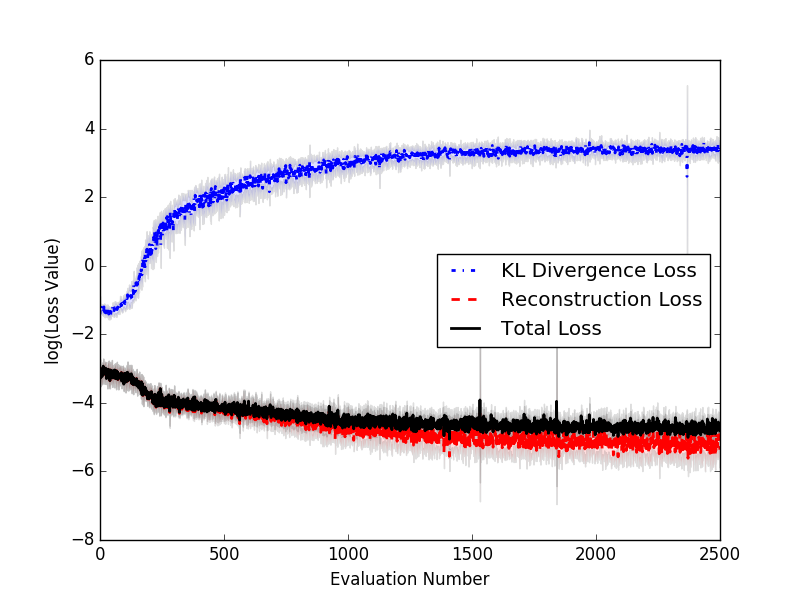 6
4
2
0
−2
−4
−6
−8
log(Loss Value)
KL Divergence Loss
Reconstruction Loss
Total Loss
0 500 1000 1500 2000 2500
Evaluation Number